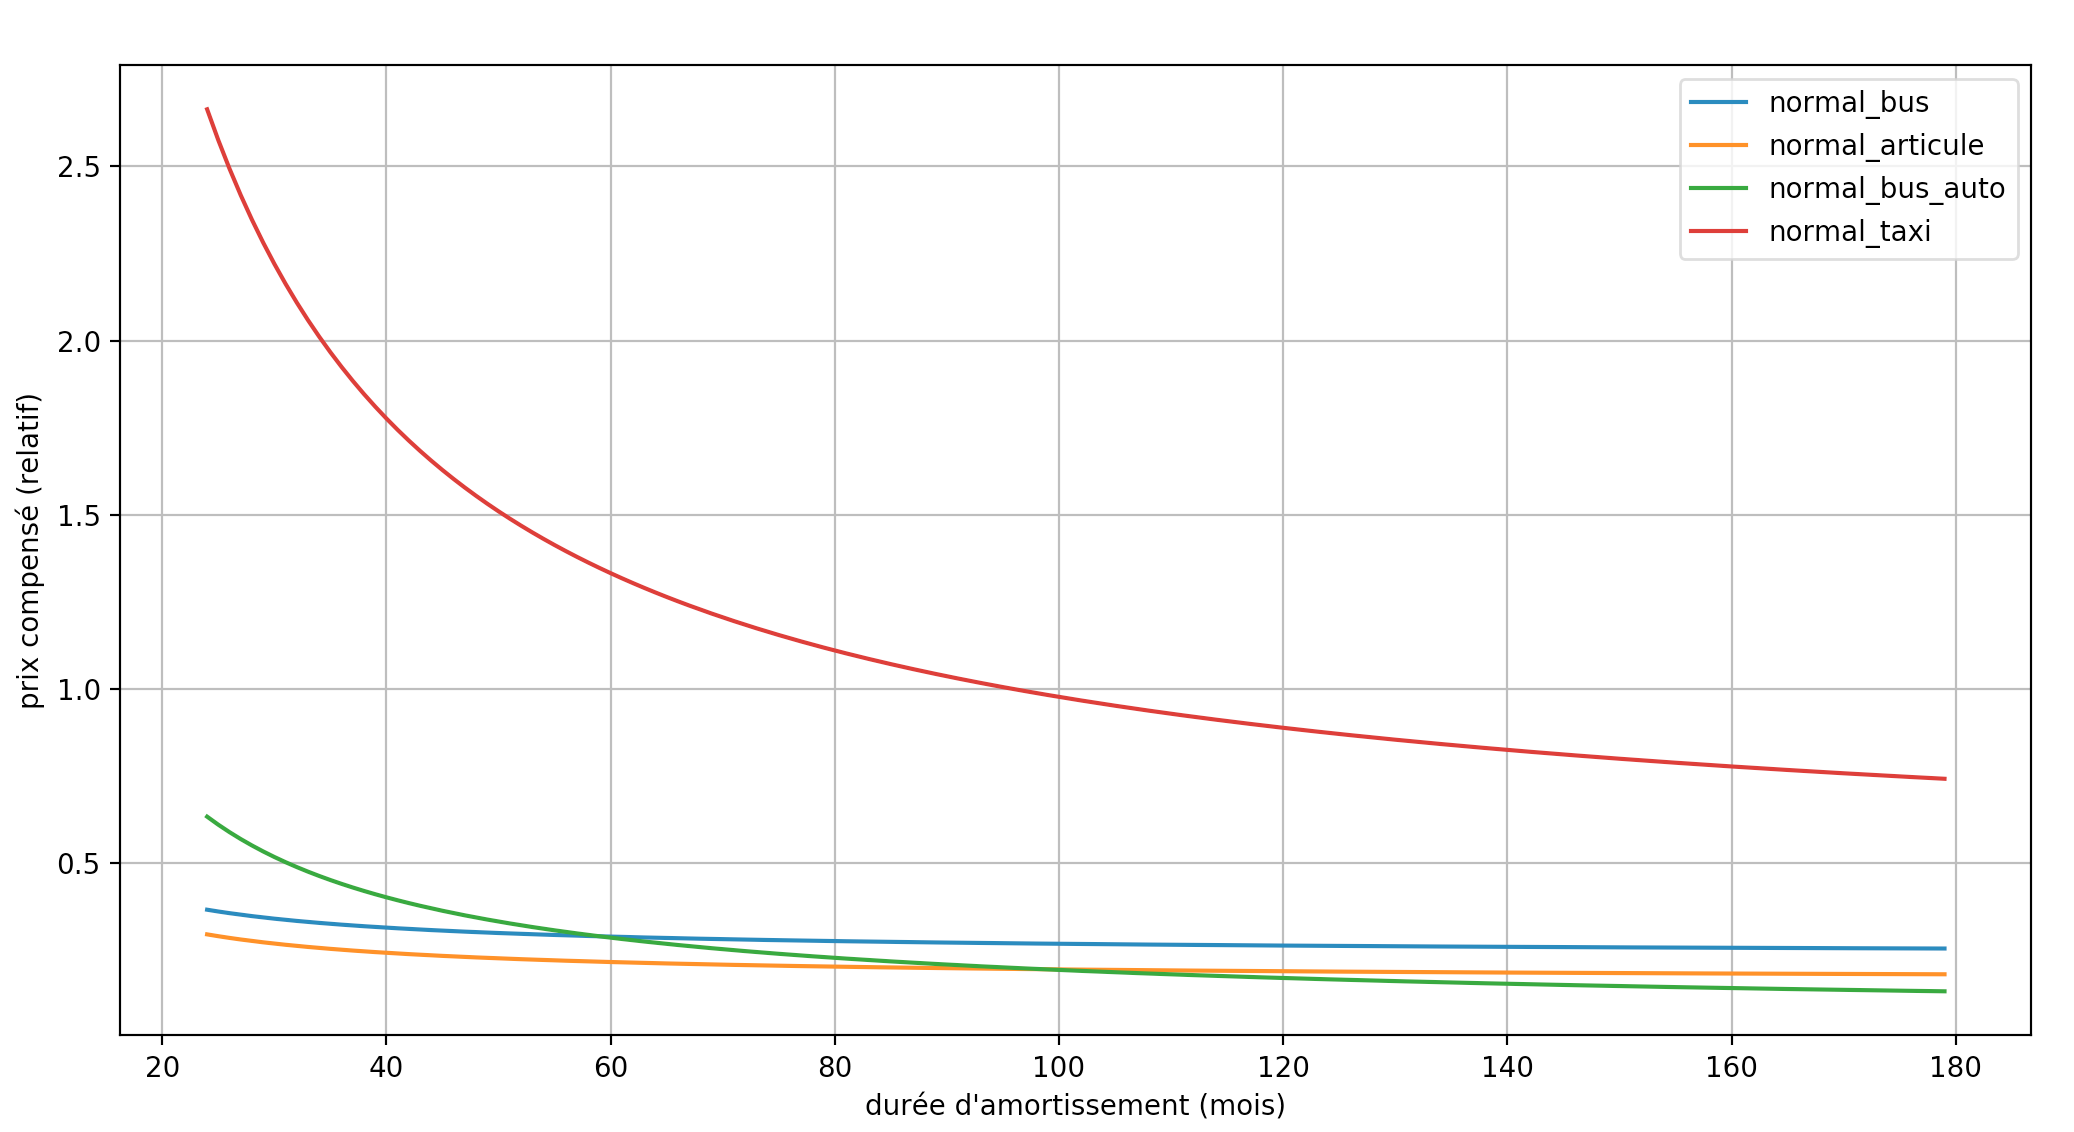 normal_bus
normal_articule
normal_bus_auto
normal_taxi
2.5
2.0
1.5
1.0
0.5
prix compensé (relatif)
20 40 60 80 100 120 140 160 180
durée d'amortissement (mois)